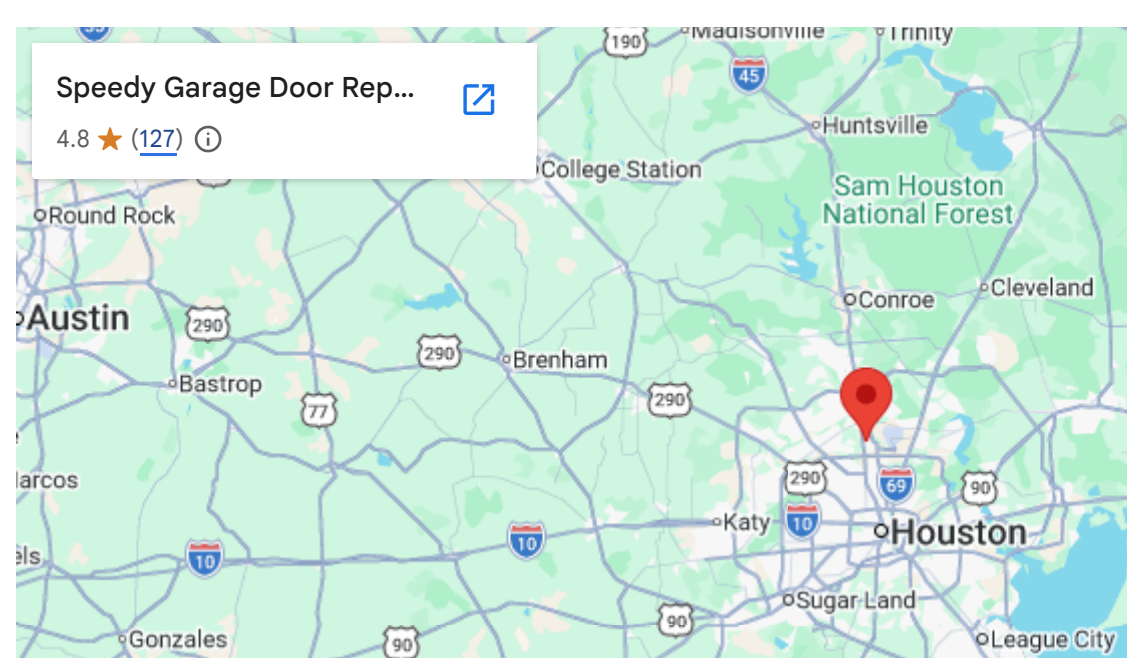 Speedy Garage Door Rep...
4.8 ★ (127)
190
Madisonville
Trinity
45
Huntsville
College Station
Sam Houston
National Forest
Round Rock
Conroe
Cleveland
Austin
290
290
Brenham
Bastrop
77
290
290
69
90
arcos
Katy
10
Houston
10
10
els
Sugar Land
90
Gonzales
90
League City